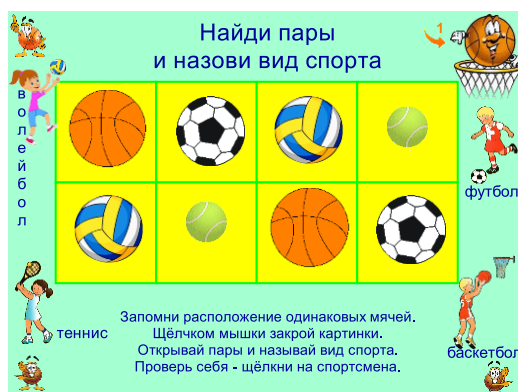 Найди пары
и назови вид спорта
1
волейбол
футбол
теннис
баскетбол
Запомни расположение одинаковых мячей.
Щёлчком мышки закрой картинки.
Открывай пары и называй вид спорта.
Проверь себя - щёлкни на спортсмена.